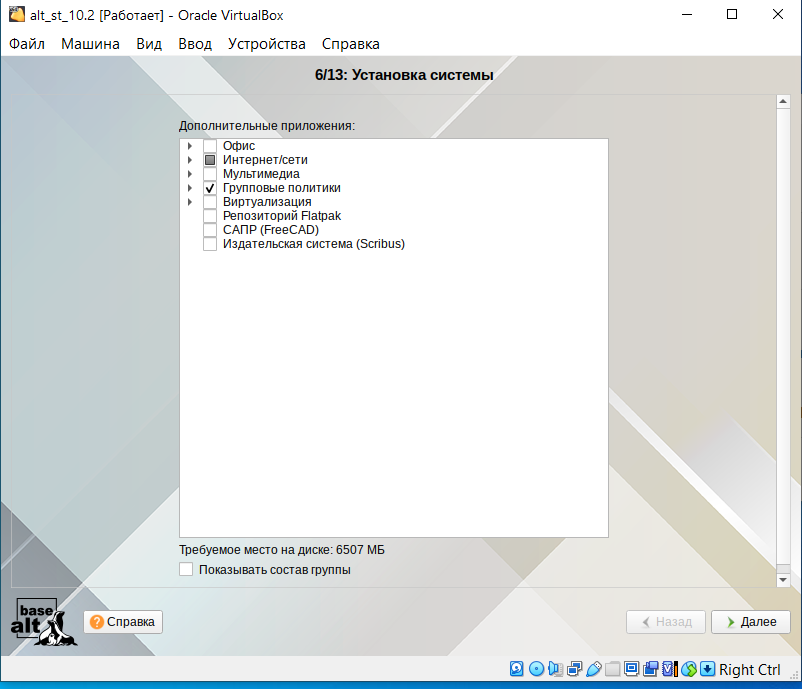 alt_st_10.2 [Работает] - Oracle VirtualBox
Файл Машина Вид Ввод Устройства Справка
6/13: Установка системы
Дополнительные приложения:
Офис
Интернет/сети
Мультимедиа
Групповые политики
Виртуализация
Репозиторий Flatpak
САПР (FreeCAD)
Издательская система (Scribus)
Требуемое место на диске: 6507 МБ
Показывать состав группы
base
alt
Справка
Назад
Далее
Right Ctrl